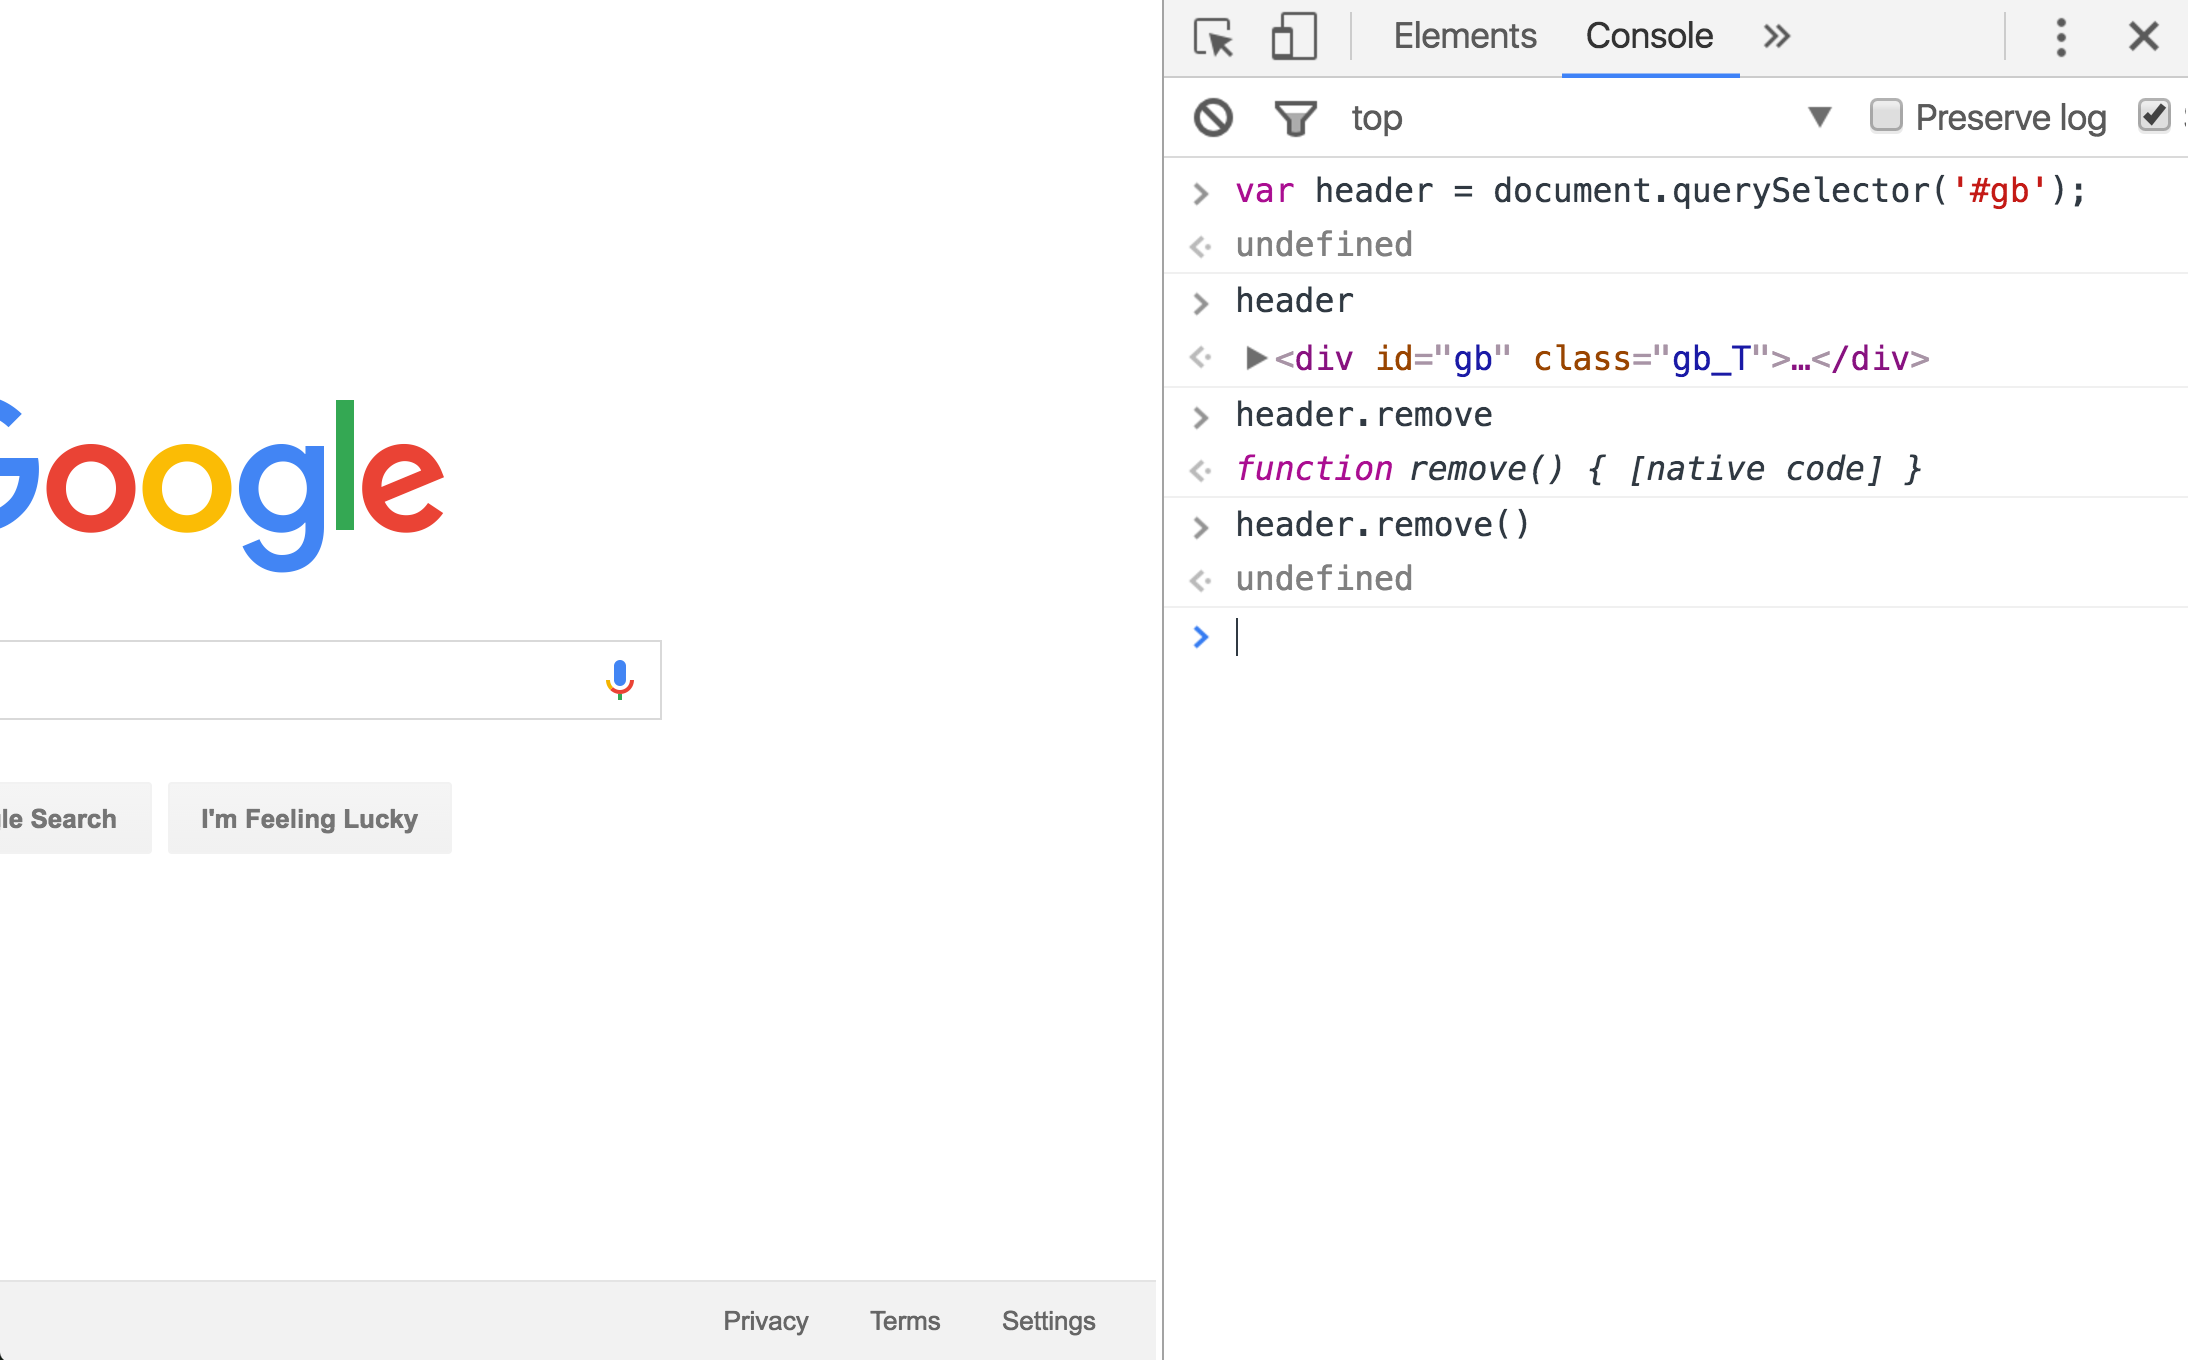 Google
le Search
I'm Feeling Lucky
Privacy Terms Settings
Elements Console
top Preserve log
var header = document.querySelector('#gb');
undefined
header
<div id="gb" class="gb_T">…</div>
header.remove
function remove() { [native code] }
header.remove()
undefined